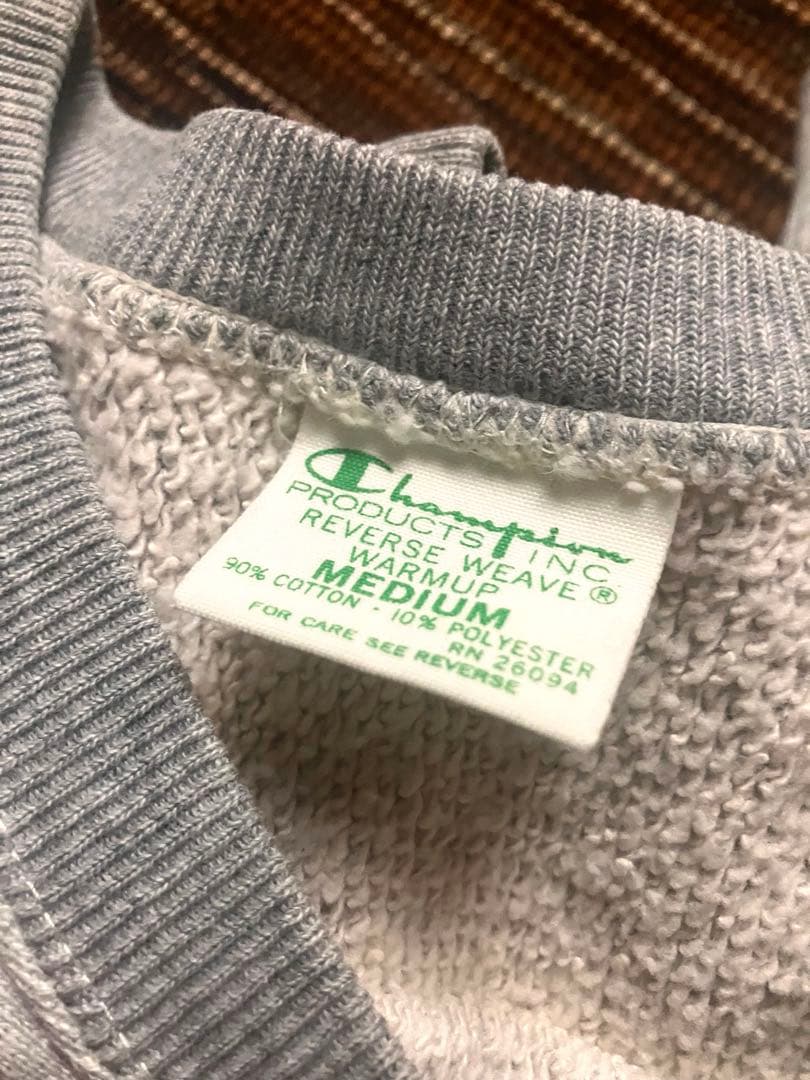 Champion
PRODUCTS, INC.
REVERSE WEAVE ®
WARMUP
MEDIUM
90% COTTON - 10% POLYESTER
RN 26094
FOR CARE SEE REVERSE